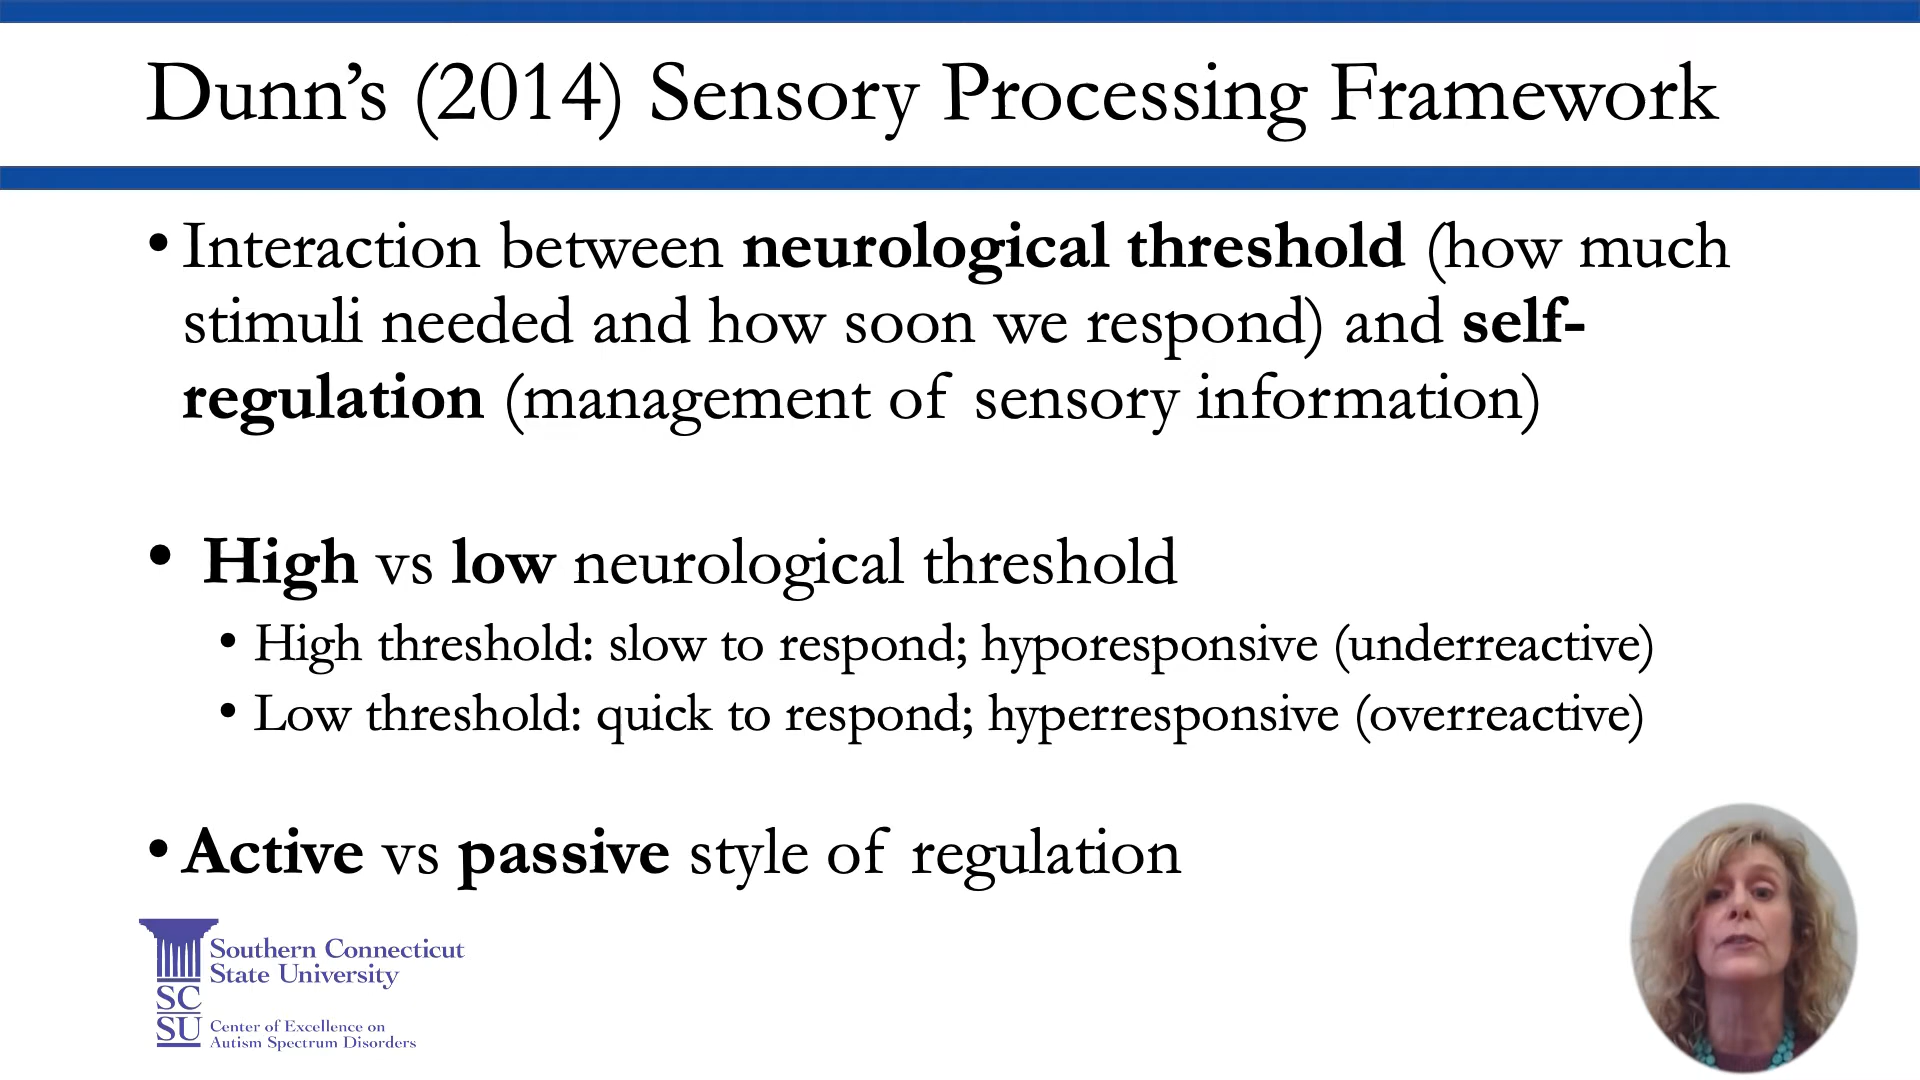 Dunn’s (2014) Sensory Processing Framework
• Interaction between neurological threshold (how much
stimuli needed and how soon we respond) and self-
regulation (management of sensory information)
• High vs low neurological threshold
• High threshold: slow to respond; hyporesponsive (underreactive)
• Low threshold: quick to respond; hyperresponsive (overreactive)
• Active vs passive style of regulation
Southern Connecticut
State University
SC
SU
Center of Excellence on
Autism Spectrum Disorders